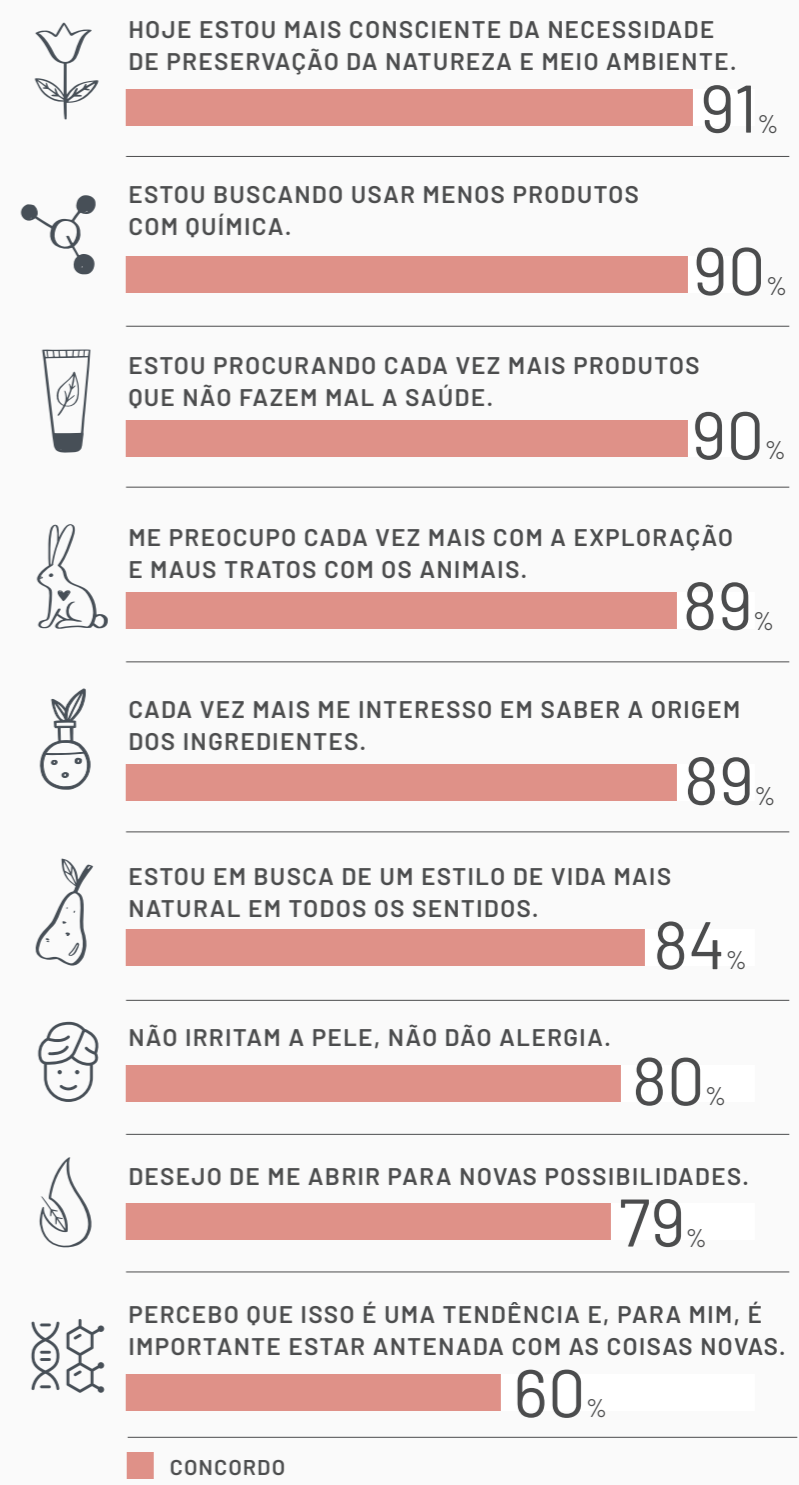 HOJE ESTOU MAIS CONSCIENTE DA NECESSIDADE
DE PRESERVAÇÃO DA NATUREZA E MEIO AMBIENTE.
91%
ESTOU BUSCANDO USAR MENOS PRODUTOS
COM QUÍMICA.
90%
ESTOU PROCURANDO CADA VEZ MAIS PRODUTOS
QUE NÃO FAZEM MAL A SAÚDE.
90%
ME PREOCUPO CADA VEZ MAIS COM A EXPLORAÇÃO
E MAUS TRATOS COM OS ANIMAIS.
89%
CADA VEZ MAIS ME INTERESSO EM SABER A ORIGEM
DOS INGREDIENTES.
89%
ESTOU EM BUSCA DE UM ESTILO DE VIDA MAIS
NATURAL EM TODOS OS SENTIDOS.
84%
NÃO IRRITAM A PELE, NÃO DÃO ALERGIA.
80%
DESEJO DE ME ABRIR PARA NOVAS POSSIBILIDADES.
79%
PERCEBO QUE ISSO É UMA TENDÊNCIA E, PARA MIM, É
IMPORTANTE ESTAR ANTENADA COM AS COISAS NOVAS.
60%
CONCORDO